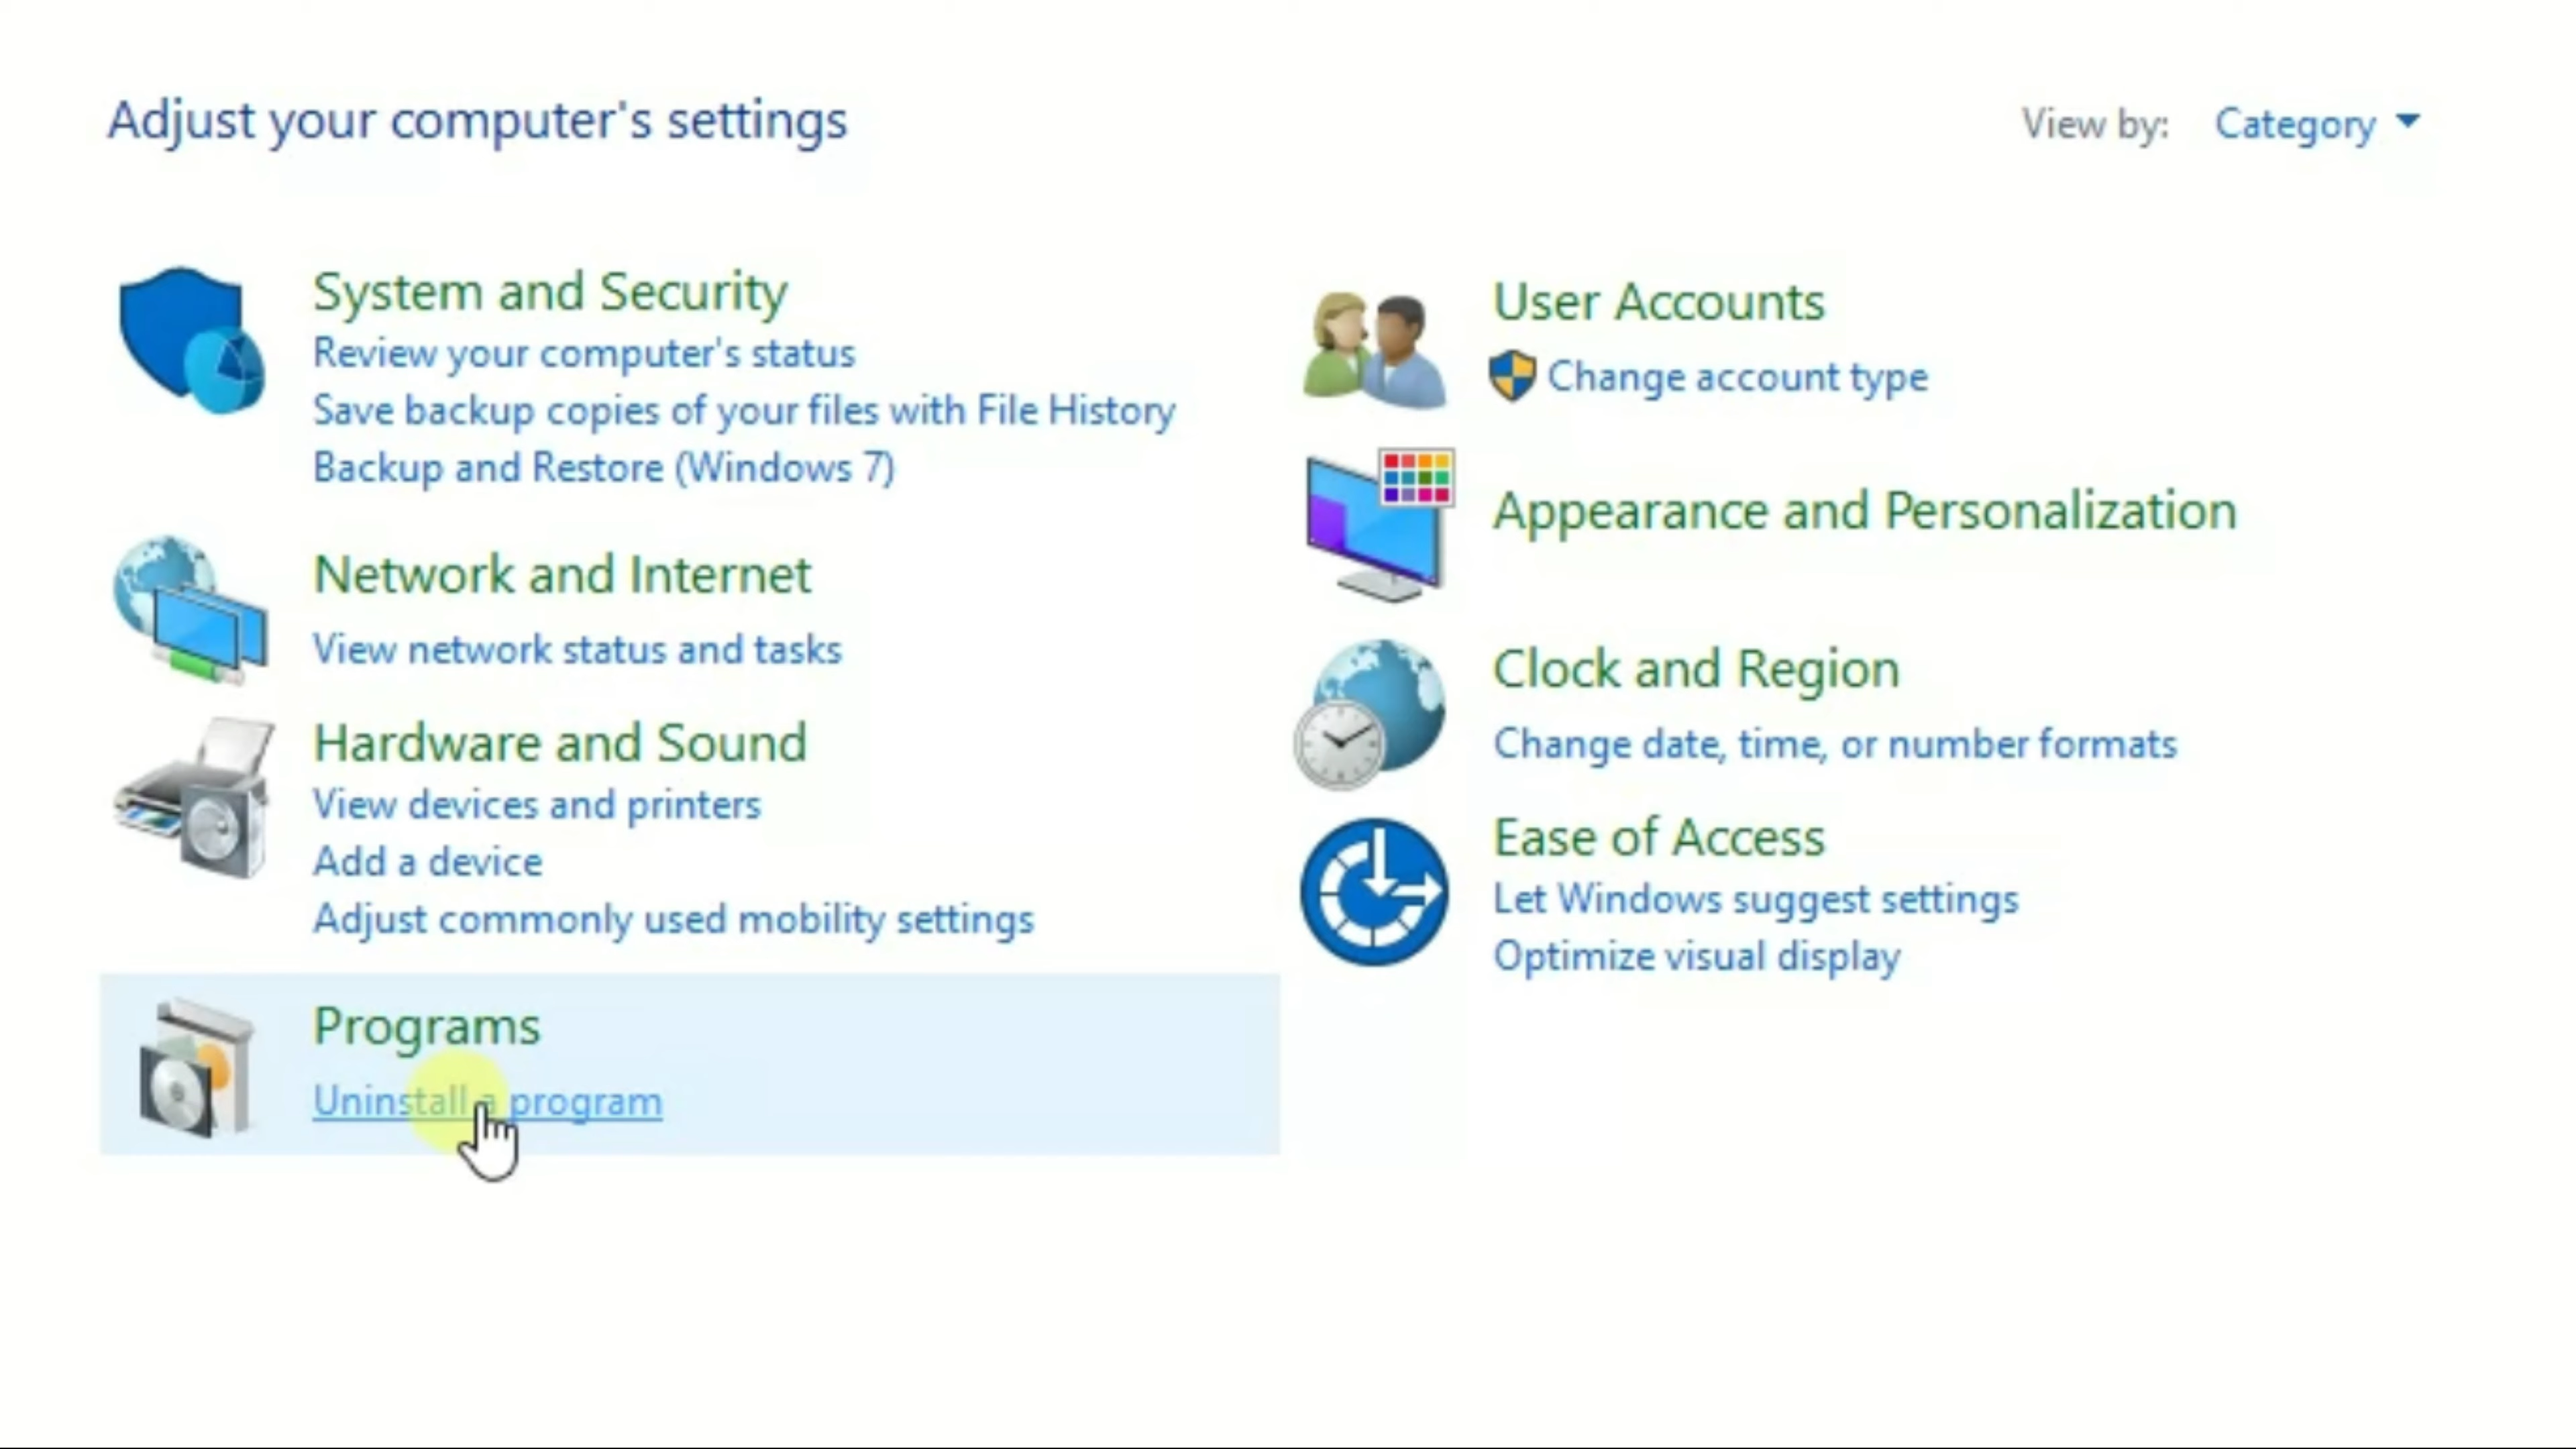 Adjust your computer's settings
View by: Category
System and Security
Review your computer's status
Save backup copies of your files with File History
Backup and Restore (Windows 7)
Network and Internet
View network status and tasks
Hardware and Sound
View devices and printers
Add a device
Adjust commonly used mobility settings
Programs
Uninstall a program
User Accounts
Change account type
Appearance and Personalization
Clock and Region
Change date, time, or number formats
Ease of Access
Let Windows suggest settings
Optimize visual display